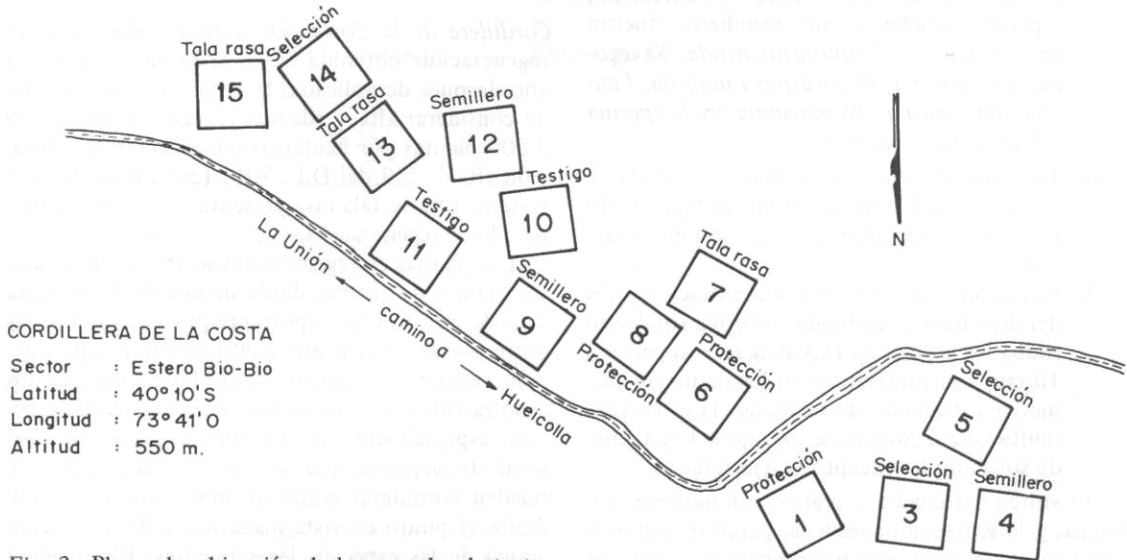 Tala rasa
15
Selección
14
Tala rasa
13
Semillero
12
Testigo
10
Testigo
11
La Unión
camino a
Hueicolla
Semillero
9
Tala rasa
7
8
Protección
Protección
6
N
CORDILLERA DE LA COSTA
Sector : Estero Bio-Bio
Latitud : 40° 10' S
Longitud : 73° 41' O
Altitud : 550 m.
Selección
5
Protección
1
Selección
3
Semillero
4